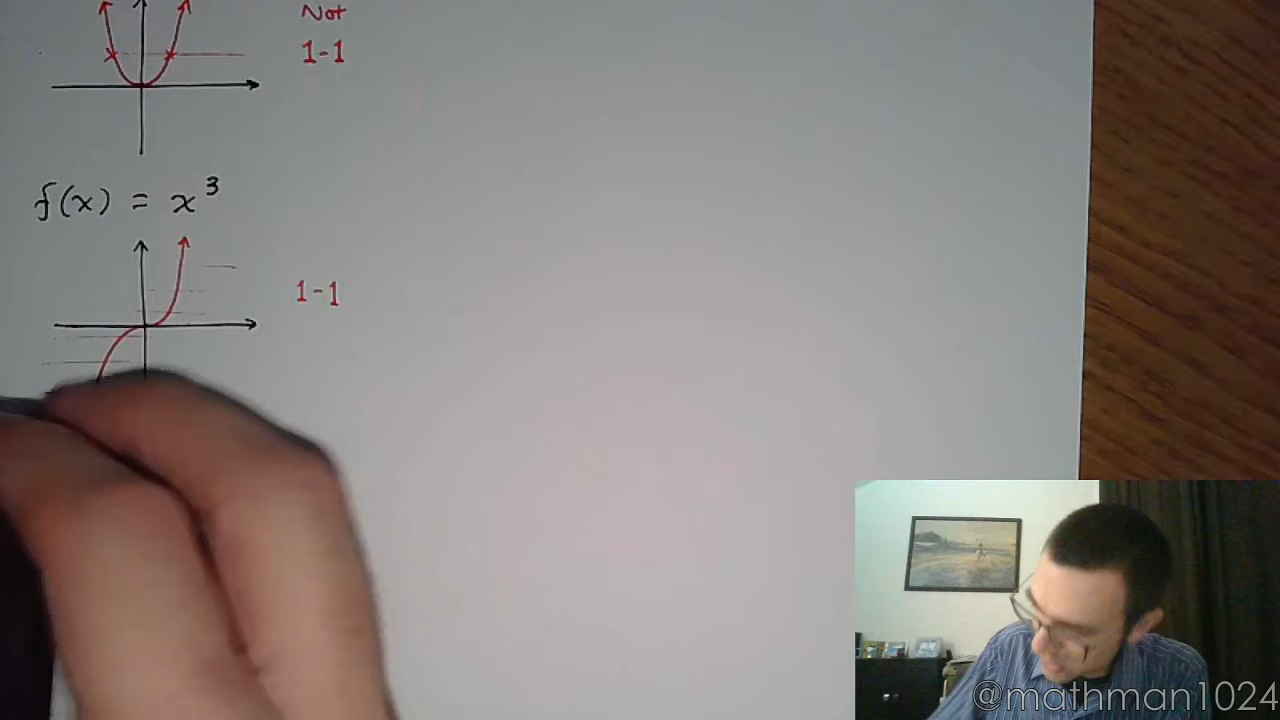 Not
1-1
f(x) = x³
1-1
@mathman1024